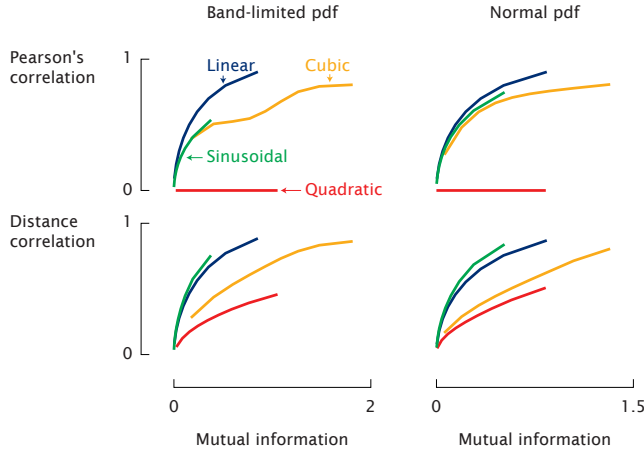 Band-limited pdf
Normal pdf
Pearson's
correlation
1
Linear
Cubic
Sinusoidal
0
Quadratic
Distance
correlation
1
0
0
2
0
1.5
Mutual information
Mutual information